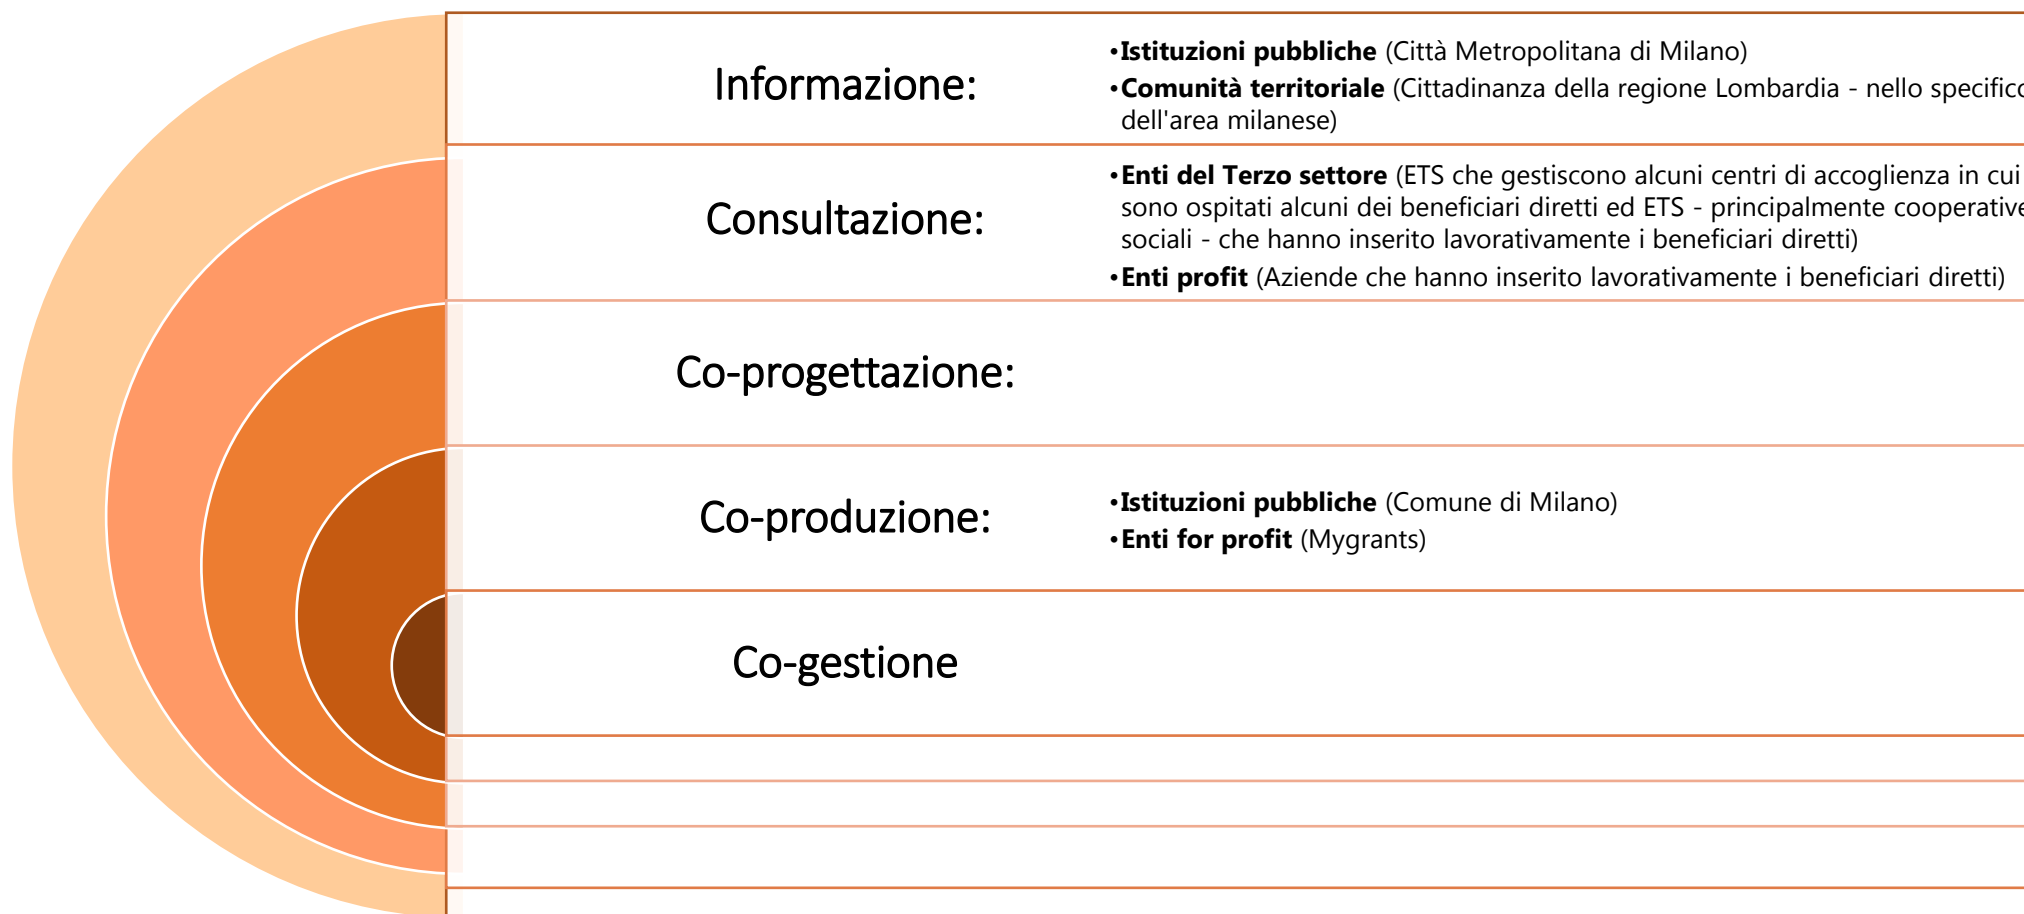 Informazione:
•Istituzioni pubbliche (Città Metropolitana di Milano)
•Comunità territoriale (Cittadinanza della regione Lombardia - nello specifico
dell'area milanese)
Consultazione:
•Enti del Terzo settore (ETS che gestiscono alcuni centri di accoglienza in cui
sono ospitati alcuni dei beneficiari diretti ed ETS - principalmente cooperative
sociali - che hanno inserito lavorativamente i beneficiari diretti)
•Enti profit (Aziende che hanno inserito lavorativamente i beneficiari diretti)
Co-progettazione:
Co-produzione:
•Istituzioni pubbliche (Comune di Milano)
•Enti for profit (Mygrants)
Co-gestione